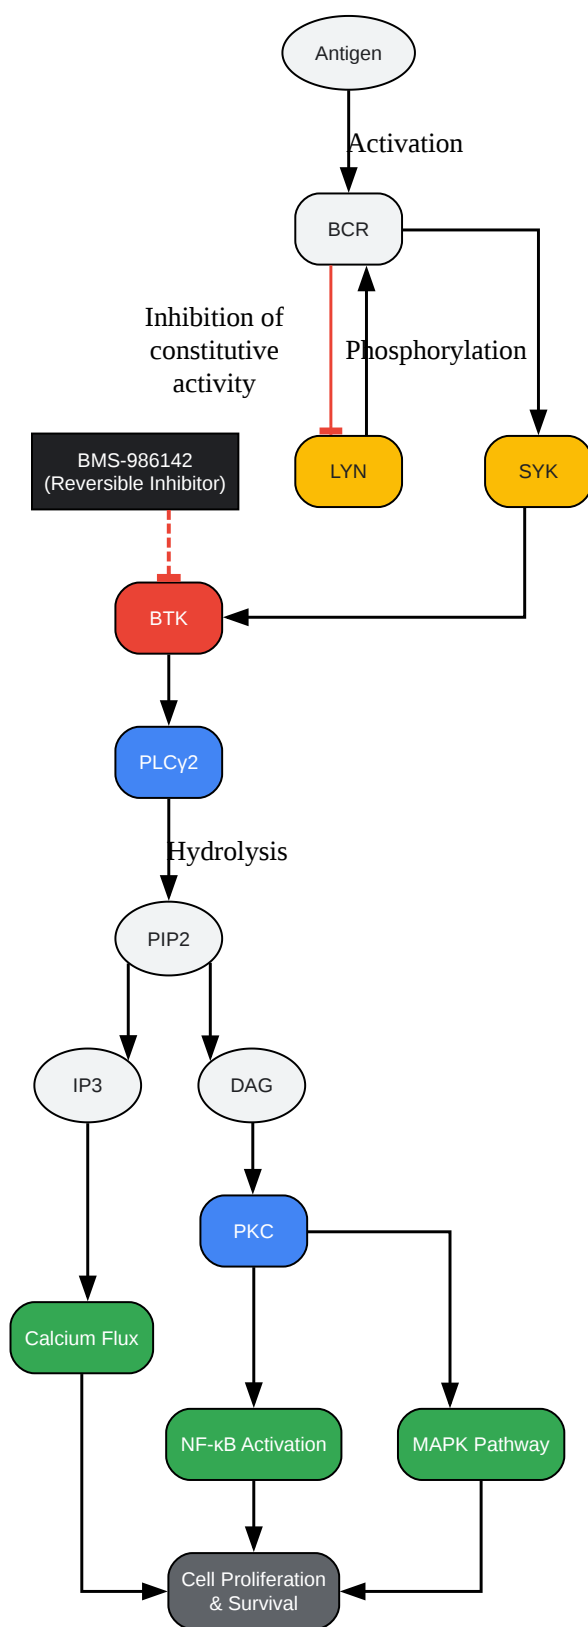 Antigen
Activation
BCR
Inhibition of
constitutive
activity
Phosphorylation
BMS-986142
(Reversible Inhibitor)
LYN
SYK
BTK
PLCγ2
Hydrolysis
PIP2
IP3
DAG
PKC
Calcium Flux
NF-κB Activation
MAPK Pathway
Cell Proliferation
& Survival